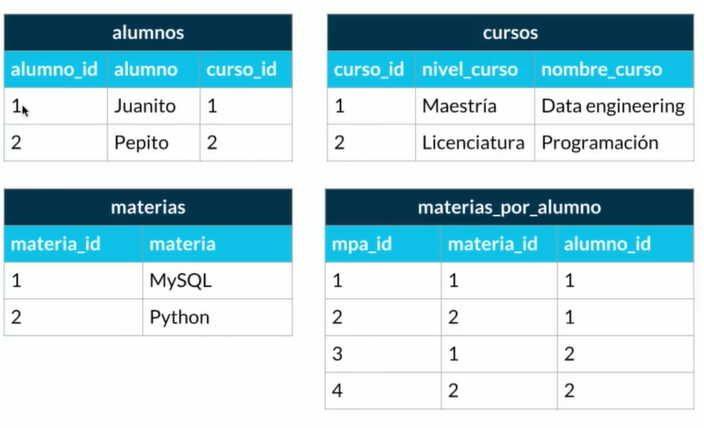 alumnos
alumno_id alumno curso_id
1 Juanito 1
2 Pepito 2
cursos
curso_id nivel_curso nombre_curso
1 Maestría Data engineering
2 Licenciatura Programación
materias
materia_id materia
1 MySQL
2 Python
materias_por_alumno
mpa_id materia_id alumno_id
1 1 1
2 2 1
3 1 2
4 2 2